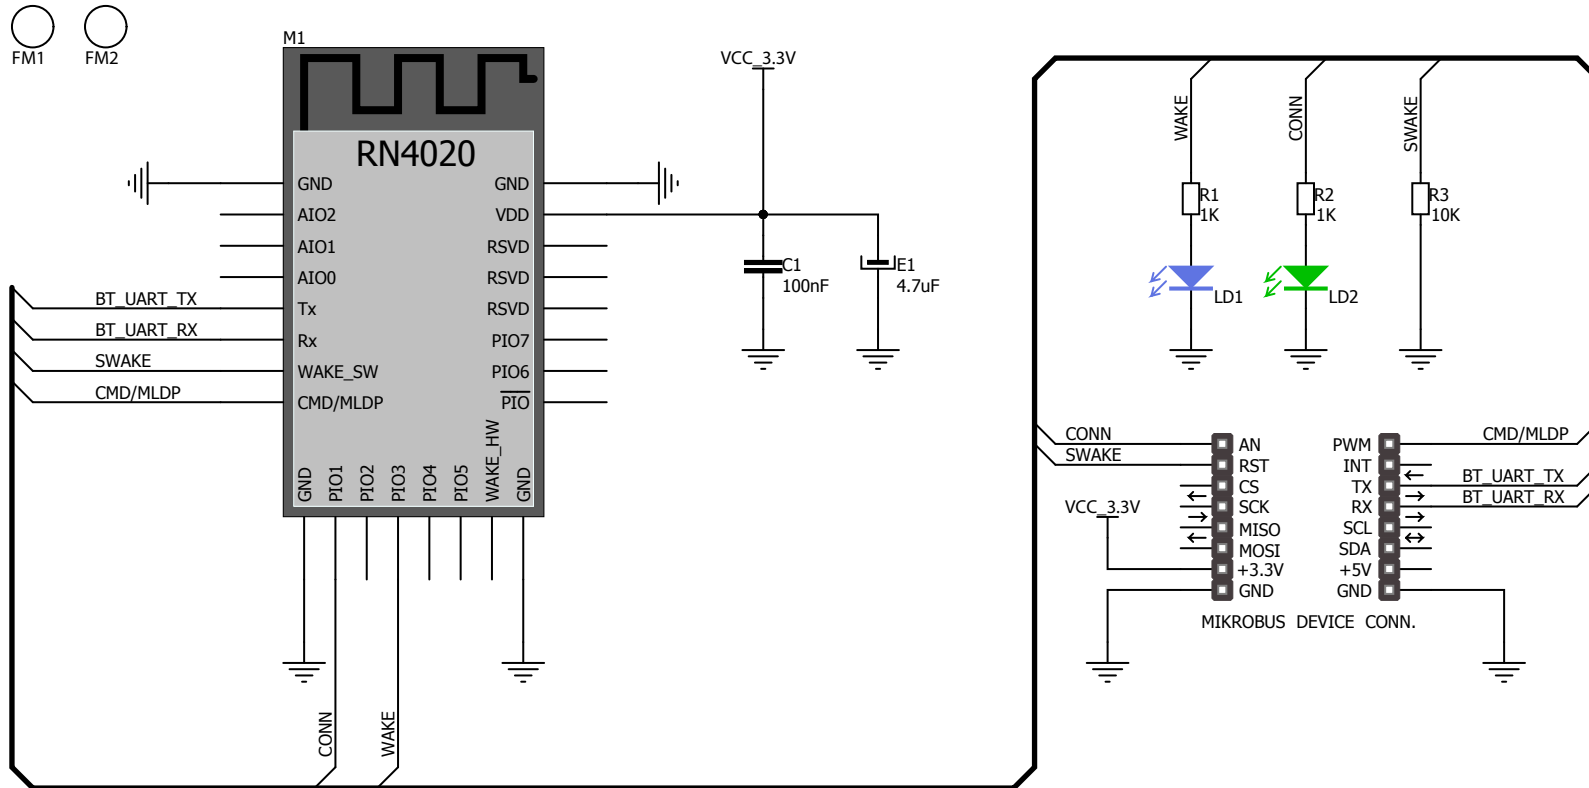 FM1
FM2
M1
RN4020
GND
AIO2
AIO1
AIO0
Tx
Rx
WAKE_SW
CMD/MLDP
GND
VDD
RSVD
RSVD
RSVD
PIO7
PIO6
PIO
GND
PIO1
PIO2
PIO3
PIO4
PIO5
WAKE_HW
GND
BT_UART_TX
BT_UART_RX
SWAKE
CMD/MLDP
CONN
WAKE
VCC_3.3V
C1
100nF
E1
4.7uF
WAKE
CONN
SWAKE
R1
1K
R2
1K
R3
10K
LD1
LD2
CONN
SWAKE
VCC_3.3V
AN
RST
CS
SCK
MISO
MOSI
+3.3V
GND
PWM
INT
TX
RX
SCL
SDA
+5V
GND
CMD/MLDP
BT_UART_TX
BT_UART_RX
MIKROBUS DEVICE CONN.